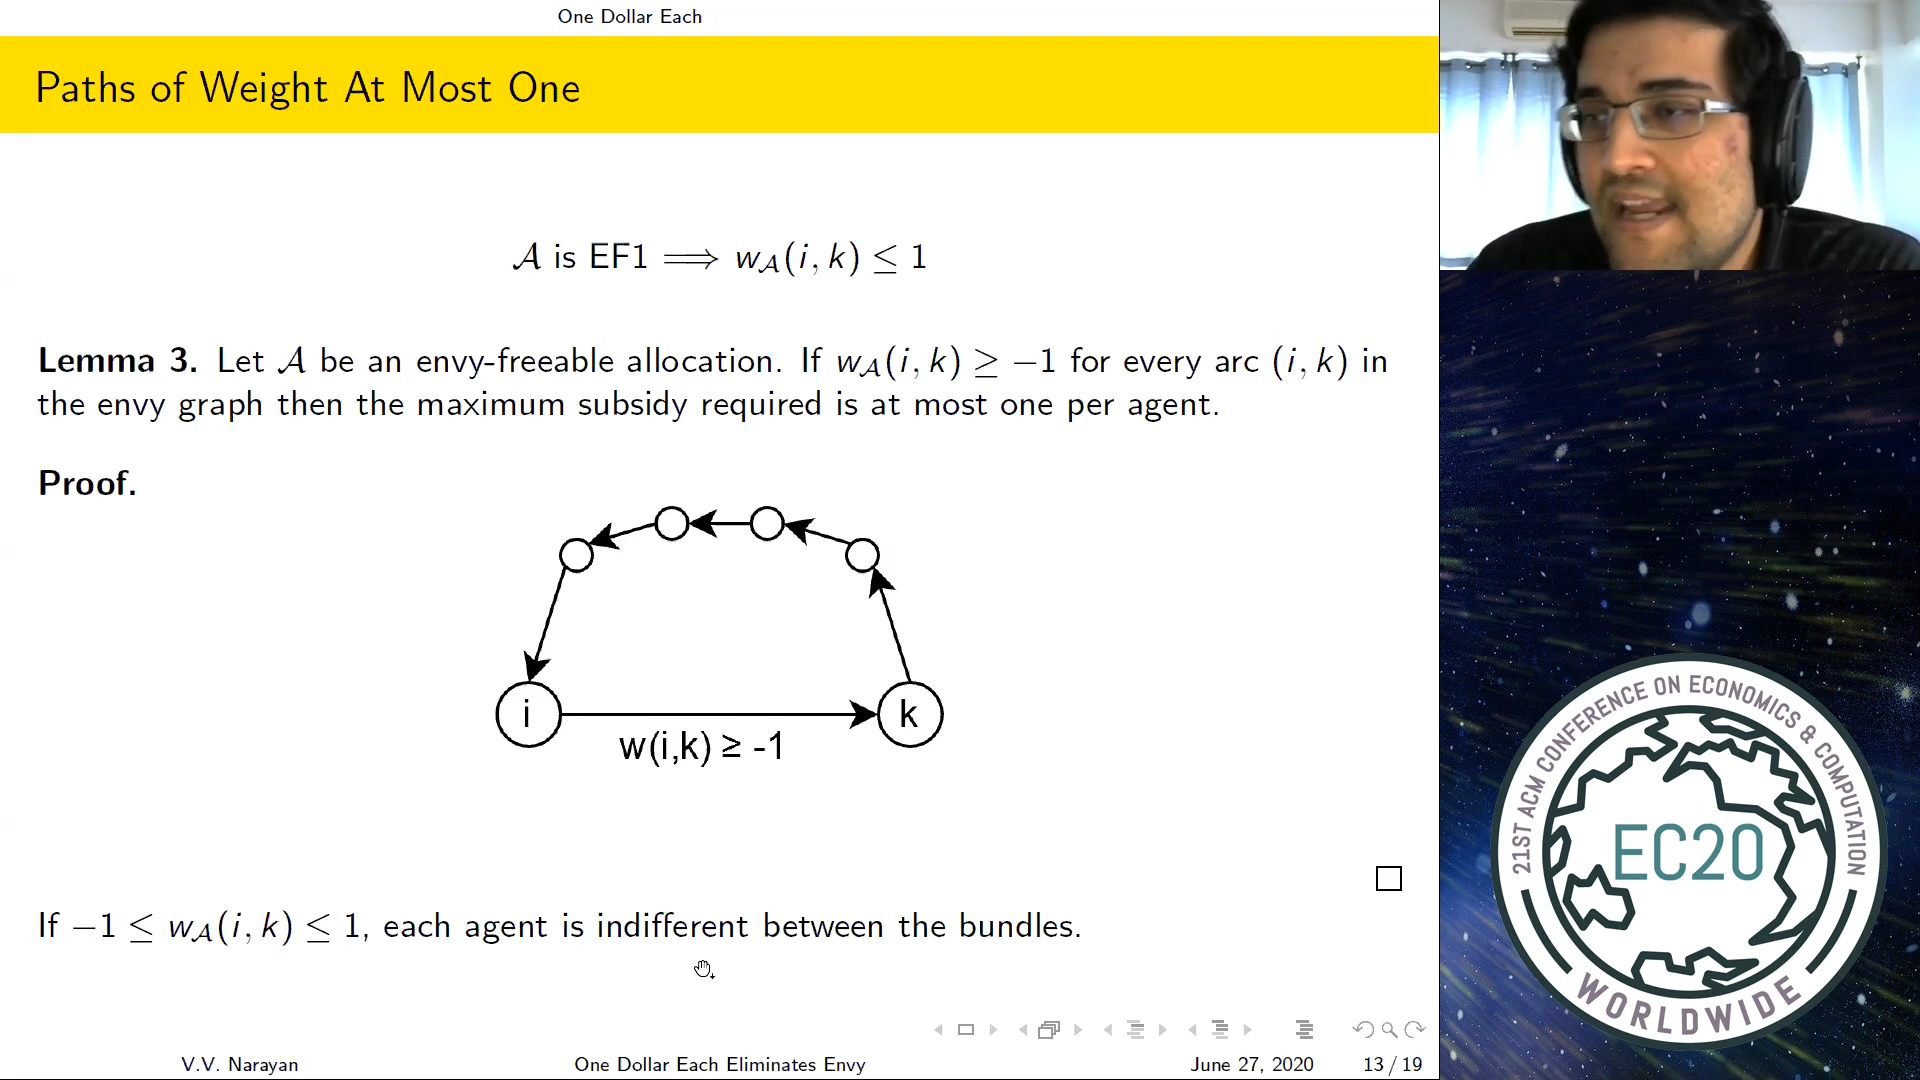 One Dollar Each
Paths of Weight At Most One
𝒜 is EF1 ⟹ w𝒜(i, k) ≤ 1
Lemma 3. Let 𝒜 be an envy-freeable allocation. If w𝒜(i, k) ≥ −1 for every arc (i, k) in
the envy graph then the maximum subsidy required is at most one per agent.
Proof.
i
k
w(i,k) ≥ -1
If −1 ≤ w𝒜(i, k) ≤ 1, each agent is indifferent between the bundles.
V.V. Narayan
One Dollar Each Eliminates Envy
June 27, 2020
13 / 19
21ST ACM CONFERENCE ON ECONOMICS & COMPUTATION
EC20
WORLDWIDE